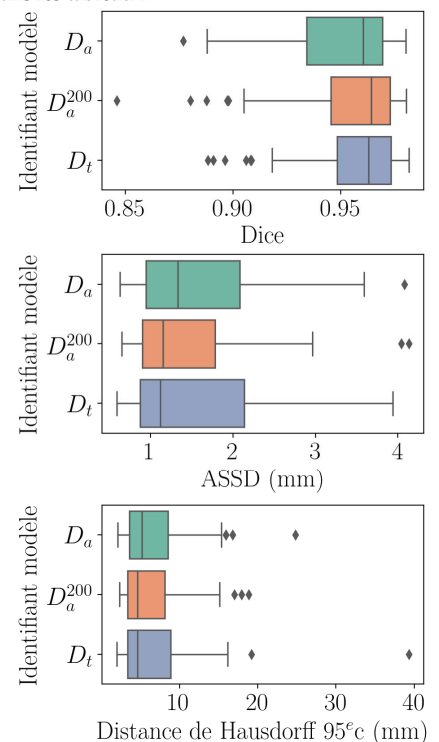 Identifiant modèle
D_a
D_a^200
D_t
0.85 0.90 0.95
Dice
Identifiant modèle
D_a
D_a^200
D_t
1 2 3 4
ASSD (mm)
Identifiant modèle
D_a
D_a^200
D_t
10 20 30 40
Distance de Hausdorff 95^e c (mm)